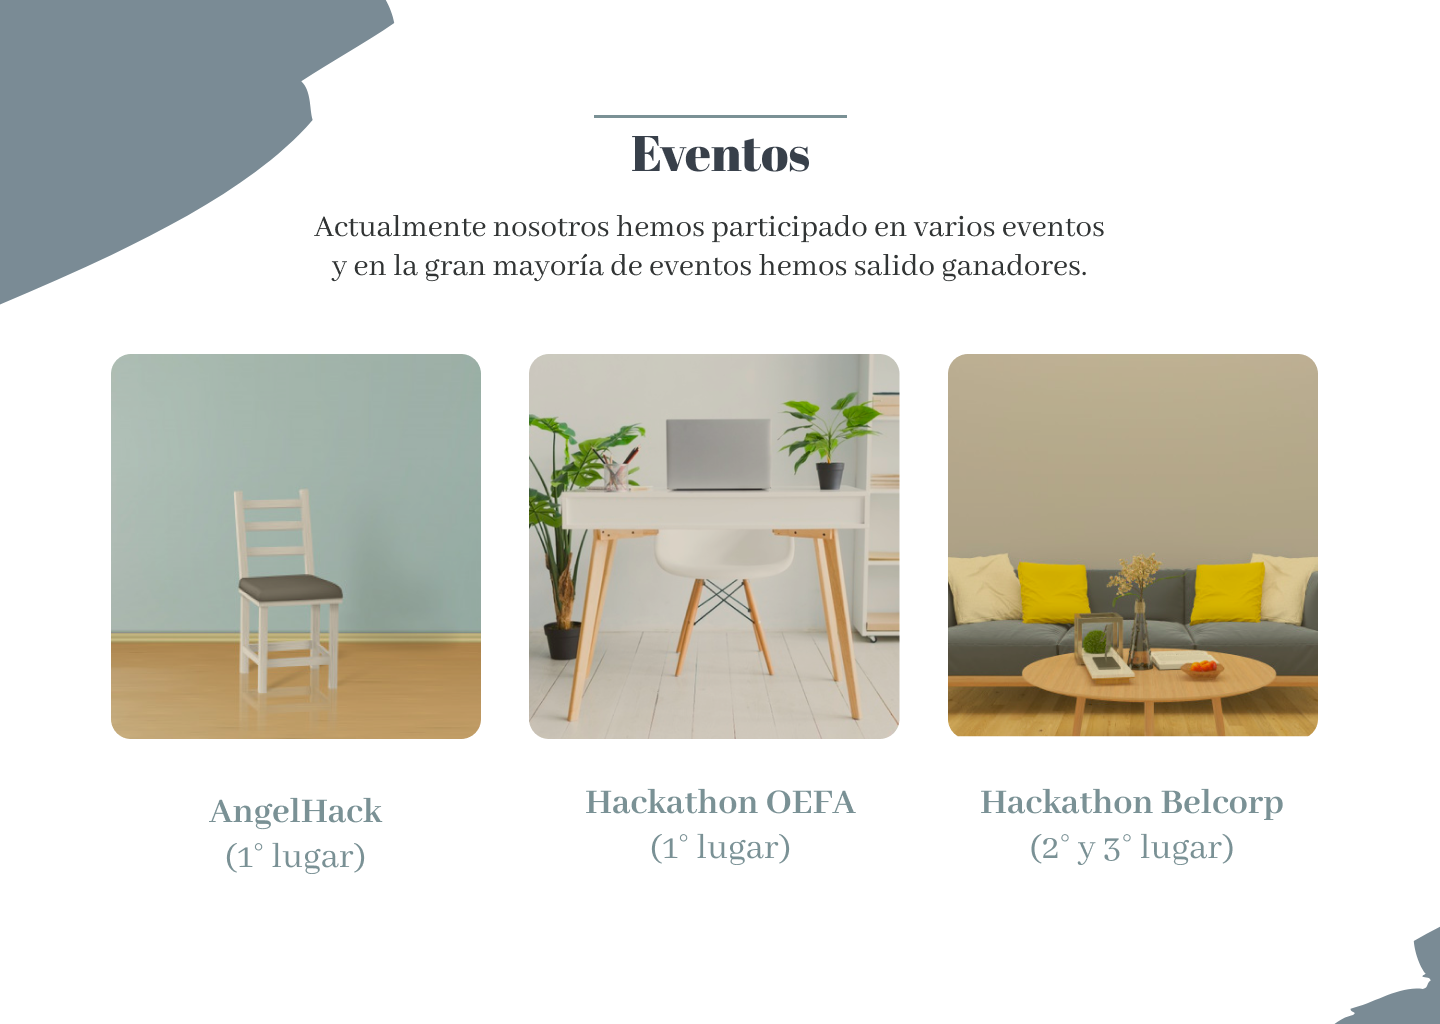 Eventos
Actualmente nosotros hemos participado en varios eventos
y en la gran mayoría de eventos hemos salido ganadores.
AngelHack
(1° lugar)
Hackathon OEFA
(1° lugar)
Hackathon Belcorp
(2° y 3° lugar)